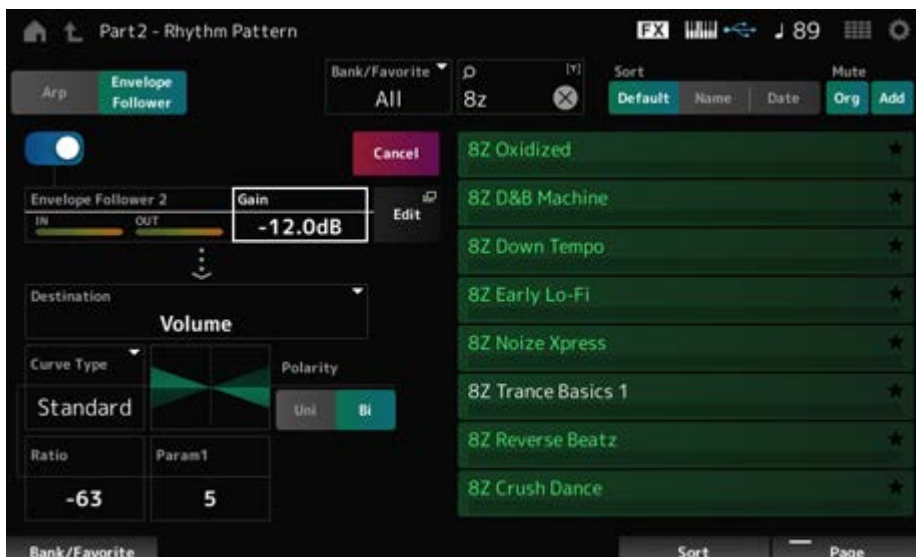 Part2 - Rhythm Pattern
FX
♩ 89
Arp
Envelope
Follower
Bank/Favorite
All
[Y]
8z
Sort
Default Name Date
Mute
Org Add
Cancel
Envelope Follower 2
IN OUT
Gain
-12.0dB
Edit
Destination
Volume
Curve Type
Standard
Polarity
Uni Bi
Ratio
-63
Param1
5
8Z Oxidized
8Z D&B Machine
8Z Down Tempo
8Z Early Lo-Fi
8Z Noize Xpress
8Z Trance Basics 1
8Z Reverse Beatz
8Z Crush Dance
Bank/Favorite
Sort
Page